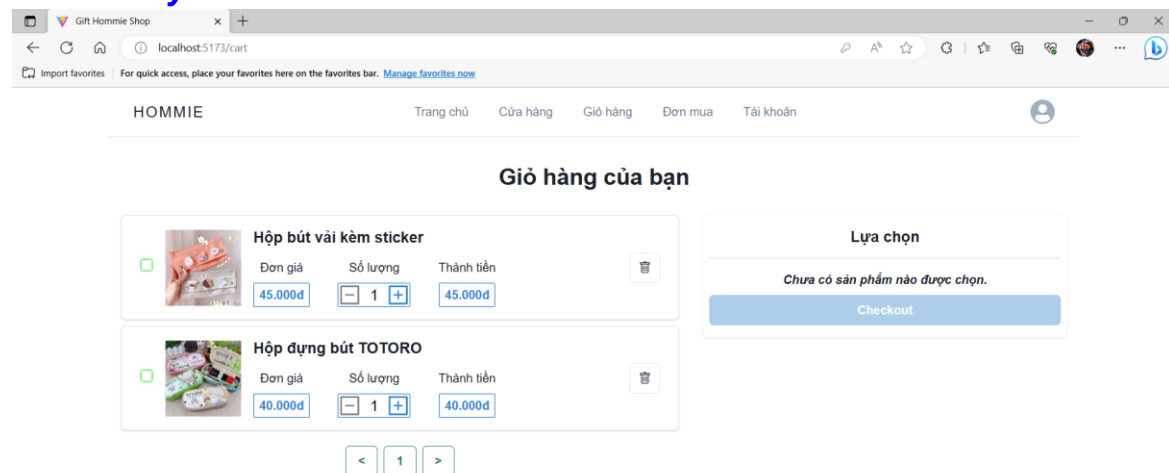 Gift Hommie Shop
localhost:5173/cart
Import favorites For quick access, place your favorites here on the favorites bar. Manage favorites now
HOMMIE Trang chủ Cửa hàng Giỏ hàng Đơn mua Tài khoản
Giỏ hàng của bạn
Hộp bút vải kèm sticker
Đơn giá Số lượng Thành tiền
45.000đ − 1 + 45.000đ
Hộp đựng bút TOTORO
Đơn giá Số lượng Thành tiền
40.000đ − 1 + 40.000đ
< 1 >
Lựa chọn
Chưa có sản phẩm nào được chọn.
Checkout